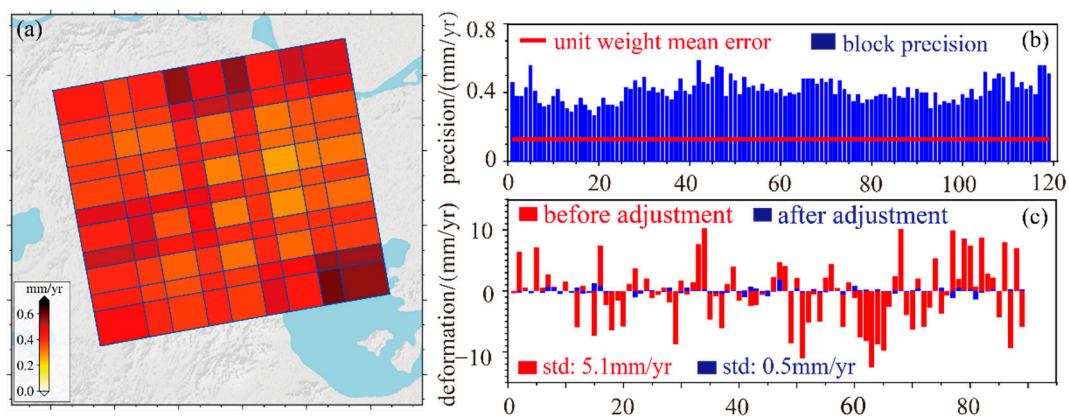 (a)
mm/yr
0.6
0.4
0.2
0.0
precision/(mm/yr)
0.8
0.4
0
unit weight mean error
block precision
(b)
0 20 40 60 80 100 120
deformation/(mm/yr)
10
0
-10
before adjustment
after adjustment
(c)
std: 5.1mm/yr
std: 0.5mm/yr
0 20 40 60 80